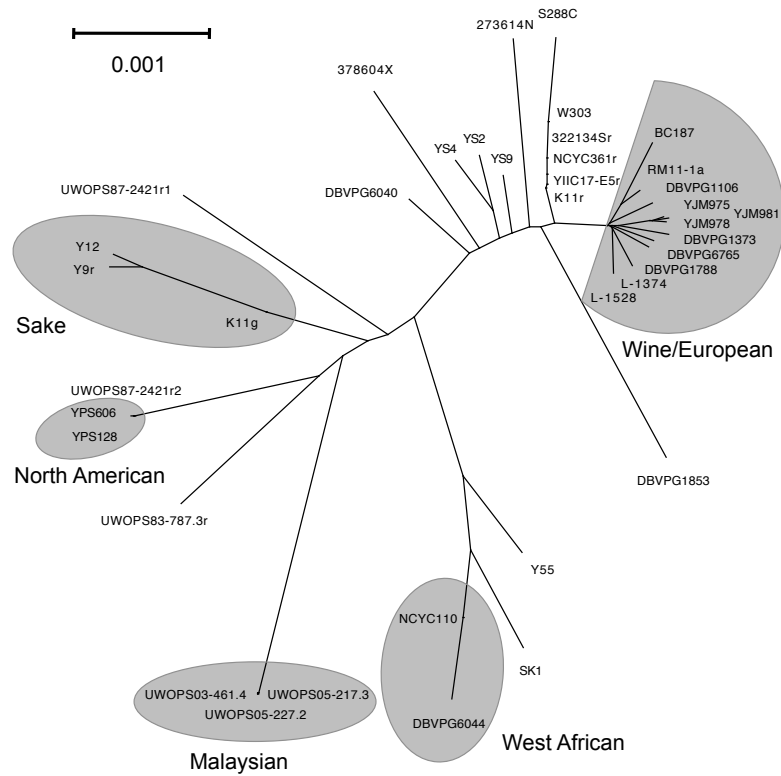 S288C
273614N
0.001
378604X
W303
322134Sr
BC187
YS2
YS4
YS9
NCYC361r
RM11-1a
YIIC17-E5r
DBVPG1106
UWOPS87-2421r1
DBVPG6040
K11r
YJM975
YJM981
YJM978
DBVPG1373
Y12
DBVPG6765
Y9r
DBVPG1788
L-1374
L-1528
K11g
Sake
Wine/European
UWOPS87-2421r2
YPS606
YPS128
North American
DBVPG1853
UWOPS83-787.3r
Y55
NCYC110
SK1
UWOPS03-461.4
UWOPS05-217.3
UWOPS05-227.2
DBVPG6044
West African
Malaysian